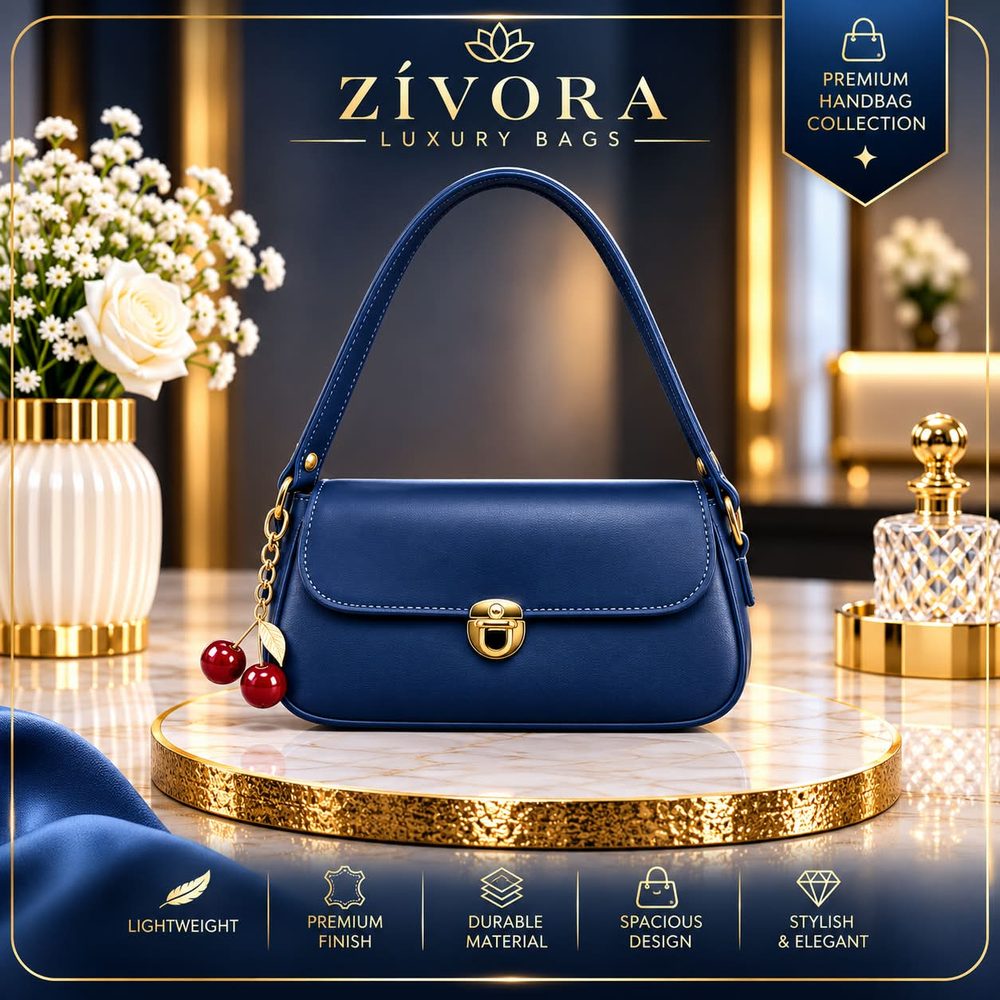 ZÍVORA
LUXURY BAGS
PREMIUM
HANDBAG
COLLECTION
LIGHTWEIGHT
PREMIUM
FINISH
DURABLE
MATERIAL
SPACIOUS
DESIGN
STYLISH
& ELEGANT